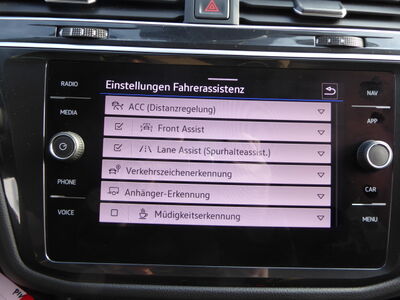 Einstellungen Fahrerassistenz
RADIO
MEDIA
PHONE
VOICE
ACC (Distanzregelung)
Front Assist
Lane Assist (Spurhalteassist.)
Verkehrszeichenerkennung
Anhänger-Erkennung
Müdigkeitserkennung
NAV
APP
CAR
MENU